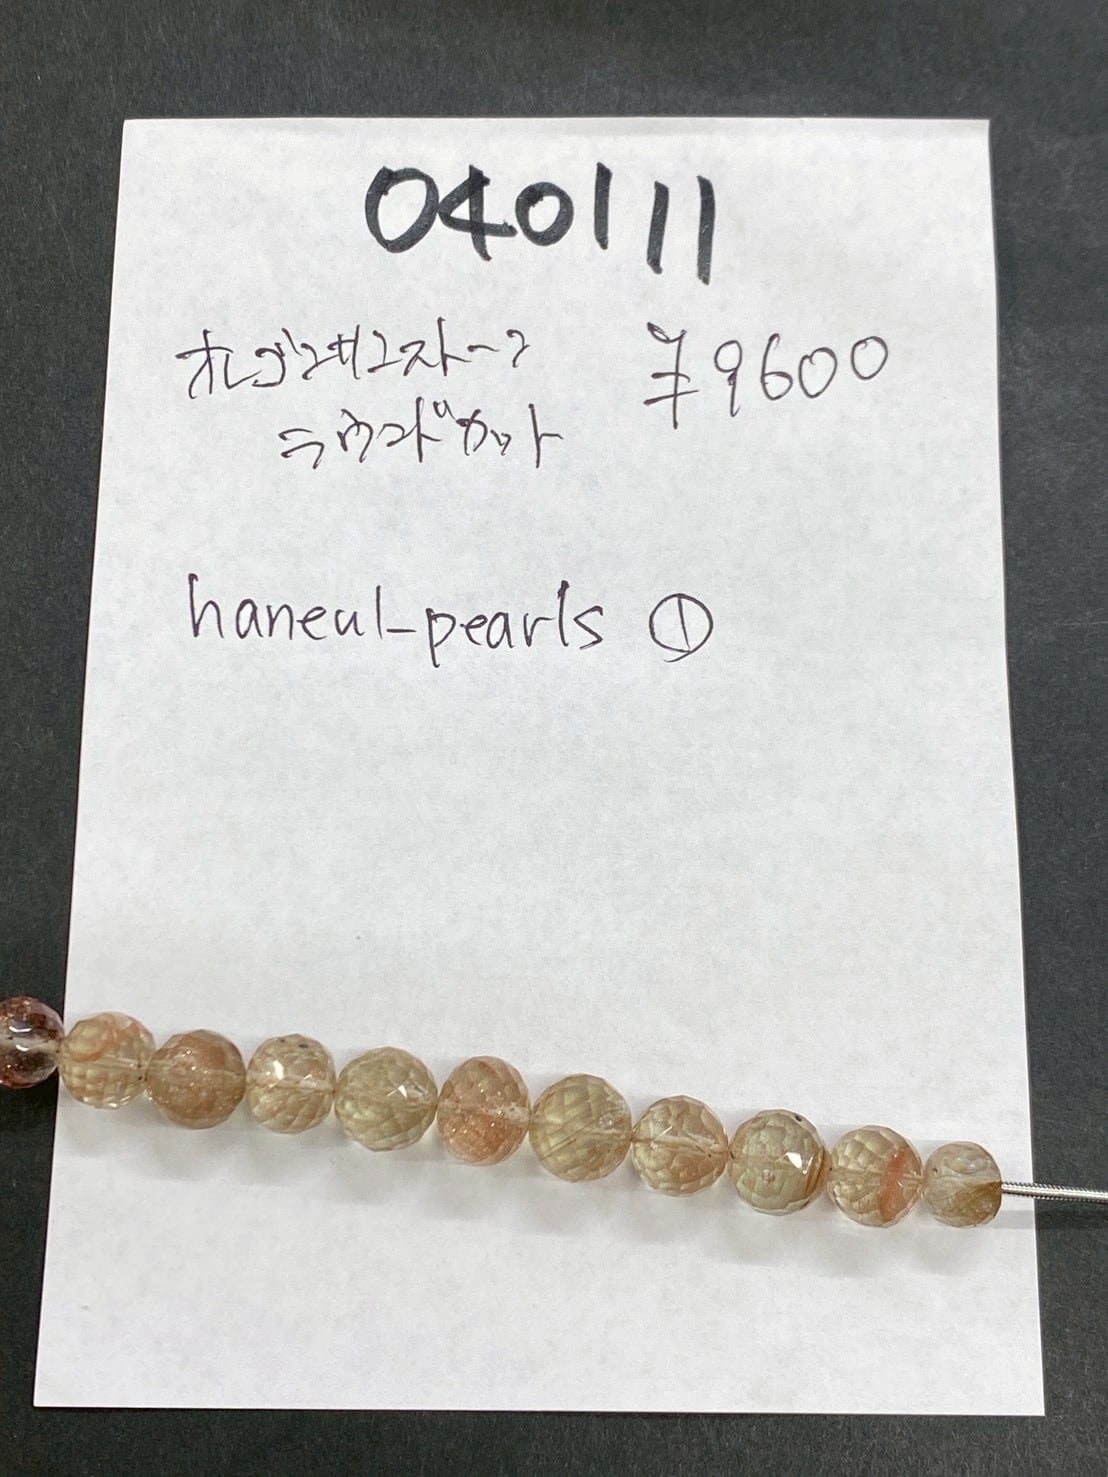 040111
オレゴンサンストーン ¥9600
ラウンドカット
haneul_pearls ①